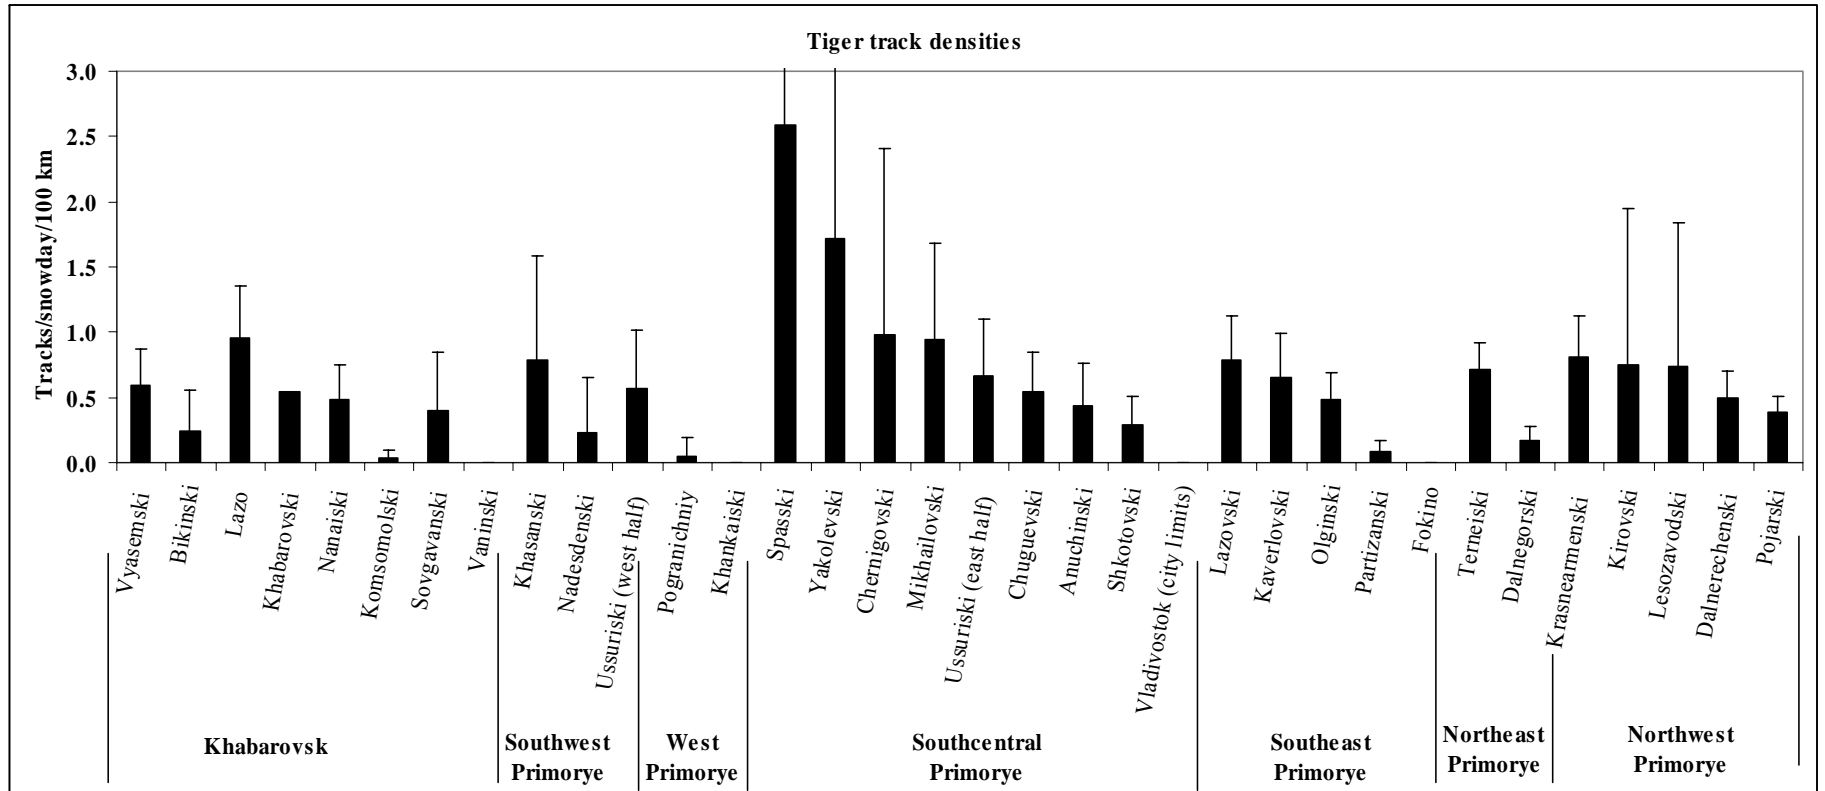 Tiger track densities
Tracks/snowday/100 km
3.0
2.5
2.0
1.5
1.0
0.5
0.0
Vyasemski
Bikinski
Lazo
Khabarovski
Nanaiski
Komsomolski
Sovgavanski
Vaninski
Khasanski
Nadesdenski
Ussuriski (west half)
Pogranichniy
Khankaiski
Spasski
Yakolevski
Chernigovski
Mikhailovski
Ussuriski (east half)
Chuguevski
Anuchinski
Shkotovski
Vladivostok (city limits)
Lazovski
Kaverlovski
Olginski
Partizanski
Fokino
Terneiski
Dalnegorski
Krasnearmenski
Kirovski
Lesozavodski
Dalnerechenski
Pojarski
Khabarovsk
Southwest
Primorye
West
Primorye
Southcentral
Primorye
Southeast
Primorye
Northeast
Primorye
Northwest
Primorye